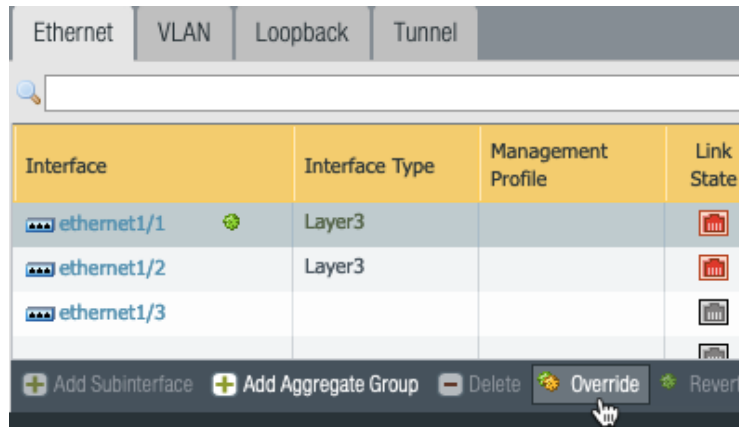 Ethernet VLAN Loopback Tunnel
Interface Interface Type Management Profile Link State
ethernet1/1 Layer3
ethernet1/2 Layer3
ethernet1/3
Add Subinterface Add Aggregate Group Delete Override Revert